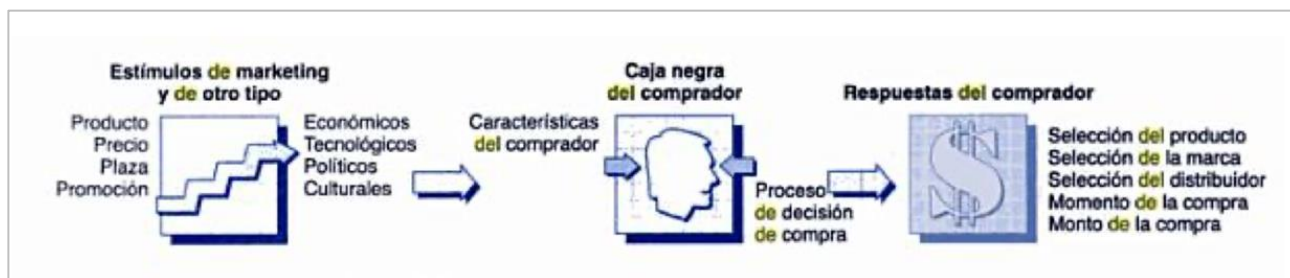 Estímulos de marketing
y de otro tipo
Producto
Precio
Plaza
Promoción
Económicos
Tecnológicos
Políticos
Culturales
Caja negra
del comprador
Características
del comprador
Proceso
de decisión
de compra
Respuestas del comprador
Selección del producto
Selección de la marca
Selección del distribuidor
Momento de la compra
Monto de la compra